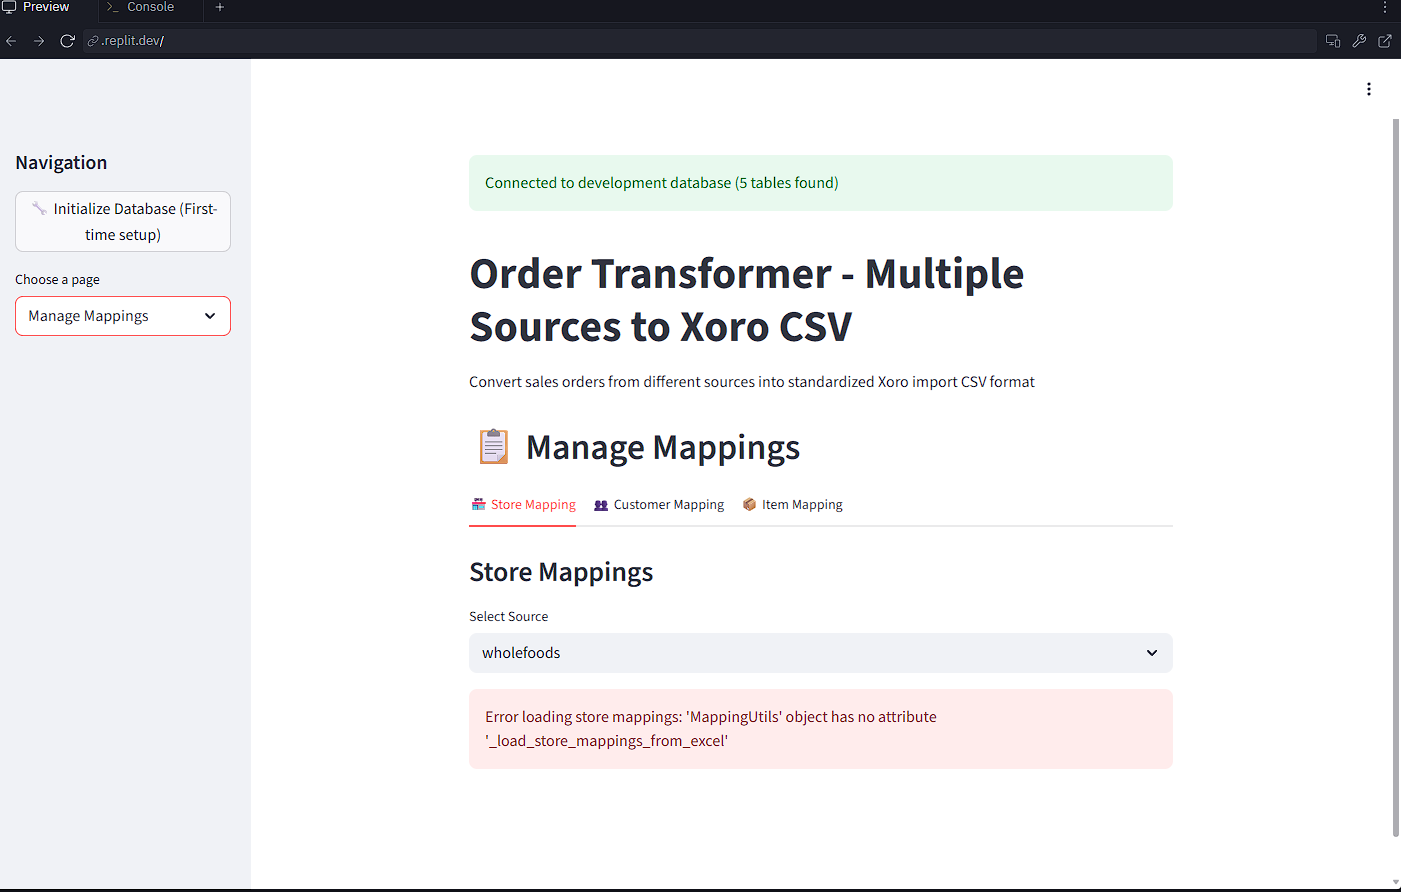 Preview
>_ Console
+
.replit.dev/
Navigation
Initialize Database (First-
time setup)
Choose a page
Manage Mappings
Connected to development database (5 tables found)
Order Transformer - Multiple
Sources to Xoro CSV
Convert sales orders from different sources into standardized Xoro import CSV format
Manage Mappings
Store Mapping
Customer Mapping
Item Mapping
Store Mappings
Select Source
wholefoods
Error loading store mappings: 'MappingUtils' object has no attribute
'_load_store_mappings_from_excel'